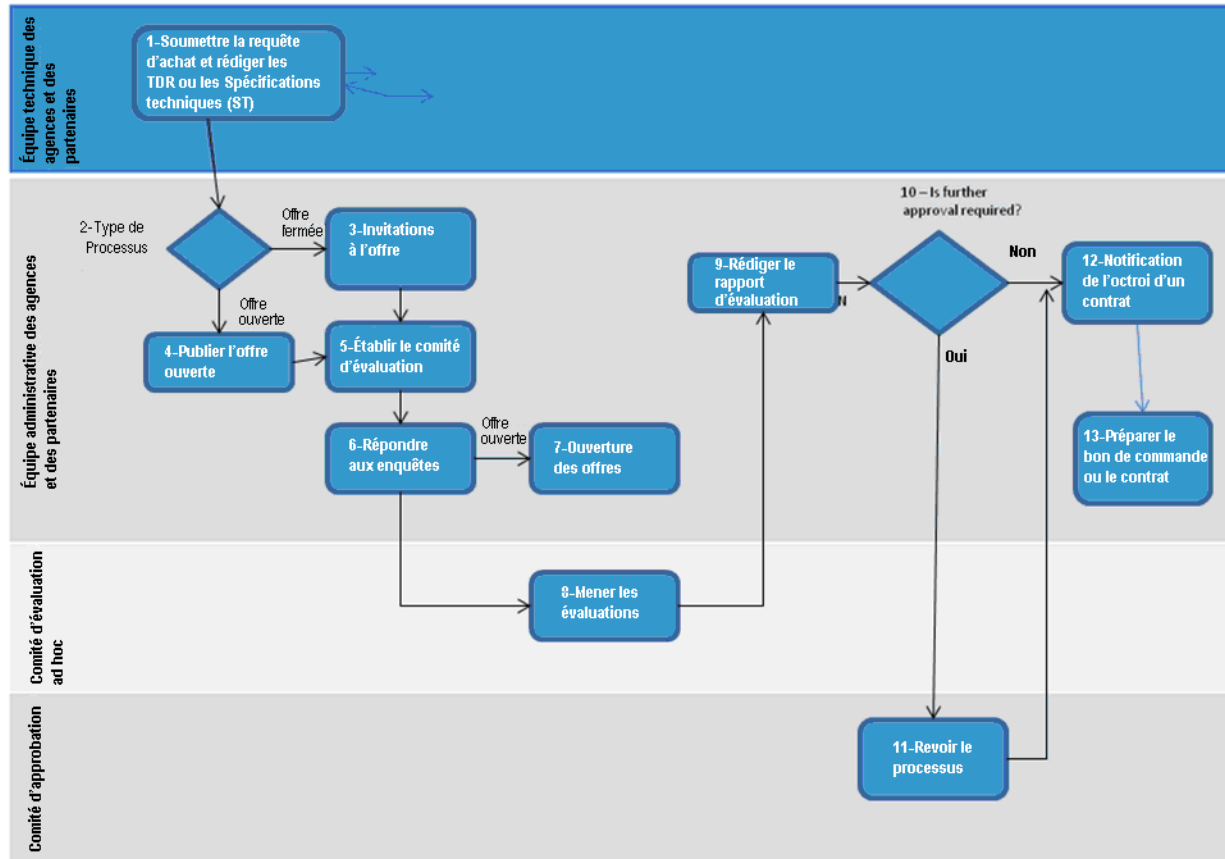 Équipe technique des
agences et des
partenaires
1-Soumettre la requête
d'achat et rédiger les
TDR ou les Spécifications
techniques (ST)
Équipe administrative des agences
et des partenaires
2-Type de
Processus
Offre
fermée
3-Invitations
à l'offre
Offre
ouverte
4-Publier l'offre
ouverte
5-Établir le comité
d'évaluation
6-Répondre
aux enquêtes
Offre
ouverte
7-Ouverture
des offres
9-Rédiger le
rapport
d'évaluation
N
10 – Is further
approval required?
Non
Oui
12-Notification
de l'octroi d'un
contrat
13-Préparer le
bon de commande
ou le contrat
Comité d'évaluation
ad hoc
8-Mener les
évaluations
Comité d'approbation
11-Revoir le
processus